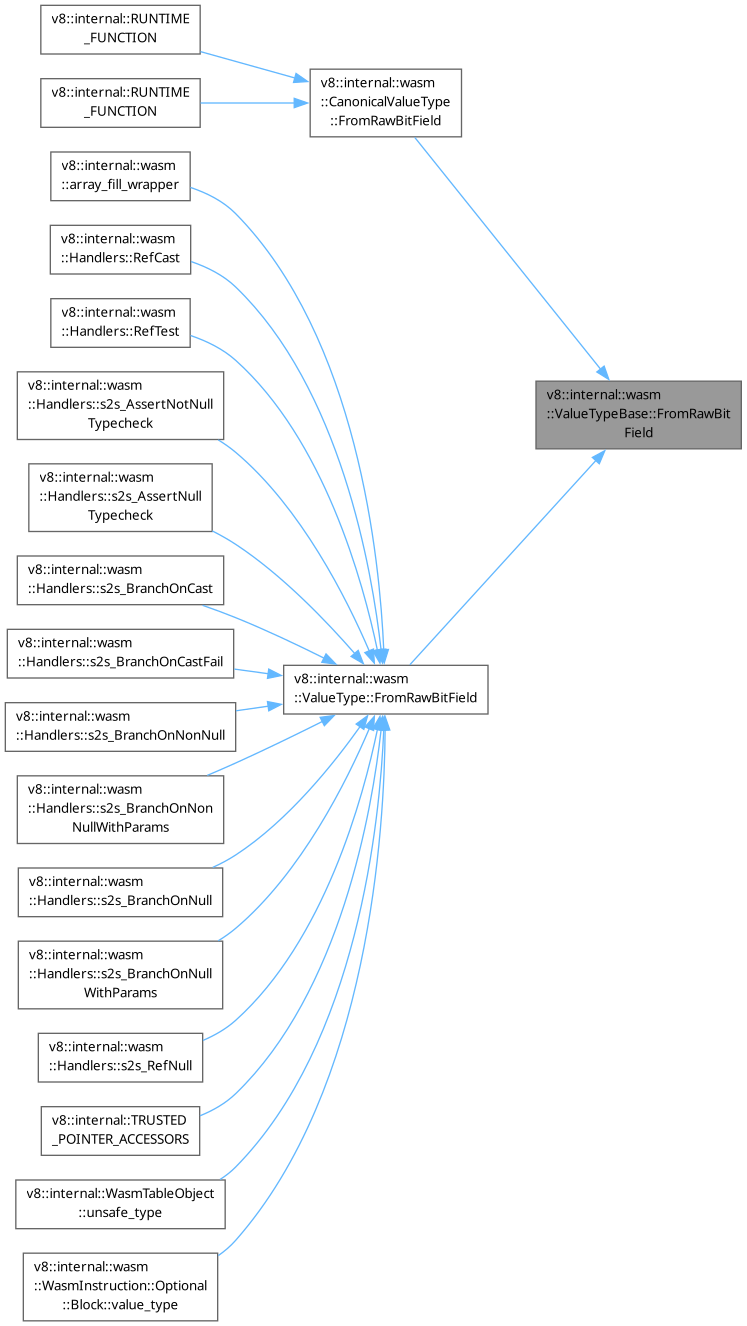 v8::internal::RUNTIME
_FUNCTION
v8::internal::RUNTIME
_FUNCTION
v8::internal::wasm
::CanonicalValueType
::FromRawBitField
v8::internal::wasm
::array_fill_wrapper
v8::internal::wasm
::Handlers::RefCast
v8::internal::wasm
::Handlers::RefTest
v8::internal::wasm
::Handlers::s2s_AssertNotNull
Typecheck
v8::internal::wasm
::ValueTypeBase::FromRawBit
Field
v8::internal::wasm
::Handlers::s2s_AssertNull
Typecheck
v8::internal::wasm
::Handlers::s2s_BranchOnCast
v8::internal::wasm
::Handlers::s2s_BranchOnCastFail
v8::internal::wasm
::ValueType::FromRawBitField
v8::internal::wasm
::Handlers::s2s_BranchOnNonNull
v8::internal::wasm
::Handlers::s2s_BranchOnNon
NullWithParams
v8::internal::wasm
::Handlers::s2s_BranchOnNull
v8::internal::wasm
::Handlers::s2s_BranchOnNull
WithParams
v8::internal::wasm
::Handlers::s2s_RefNull
v8::internal::TRUSTED
_POINTER_ACCESSORS
v8::internal::WasmTableObject
::unsafe_type
v8::internal::wasm
::WasmInstruction::Optional
::Block::value_type